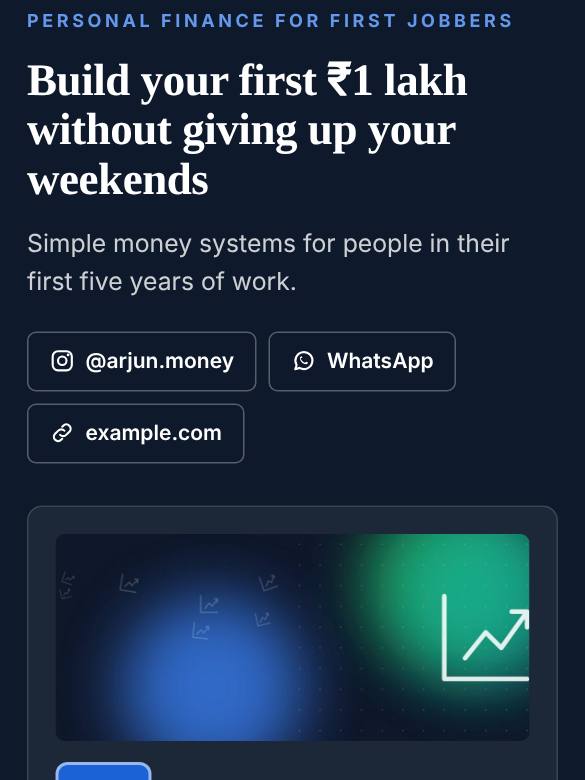 PERSONAL FINANCE FOR FIRST JOBBERS
Build your first ₹1 lakh
without giving up your
weekends
Simple money systems for people in their
first five years of work.
@arjun.money
WhatsApp
example.com